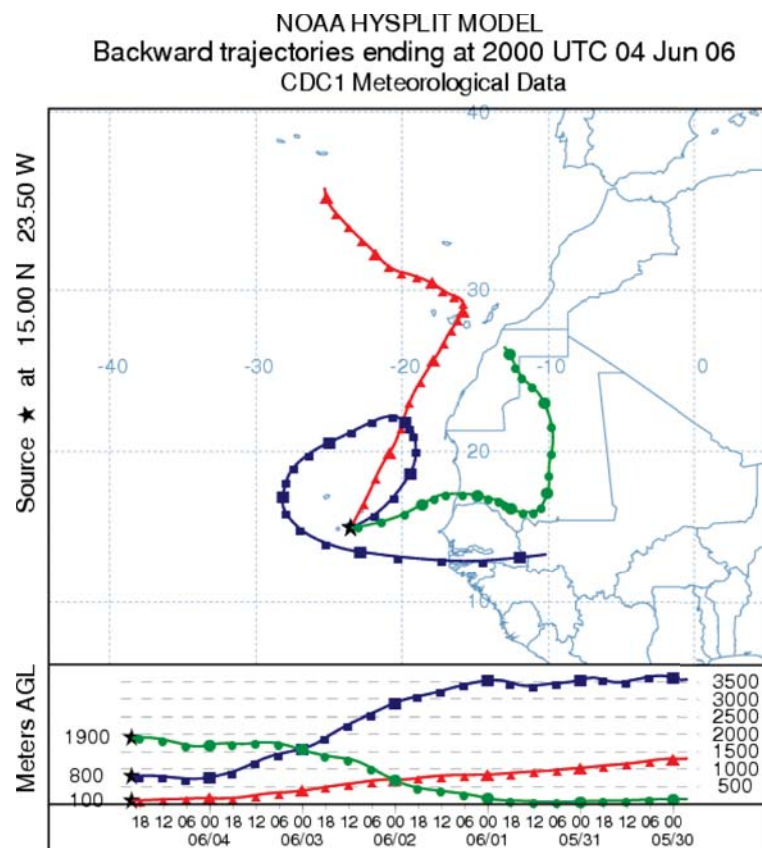 NOAA HYSPLIT MODEL
Backward trajectories ending at 2000 UTC 04 Jun 06
CDC1 Meteorological Data
Source ★ at 15.00 N 23.50 W
40
30
-40 -30 -20 -10 0
20
10
Meters AGL
1900
800
100
3500
3000
2500
2000
1500
1000
500
18 12 06 00 18 12 06 00 18 12 06 00 18 12 06 00 18 12 06 00 18 12 06 00
06/04 06/03 06/02 06/01 05/31 05/30